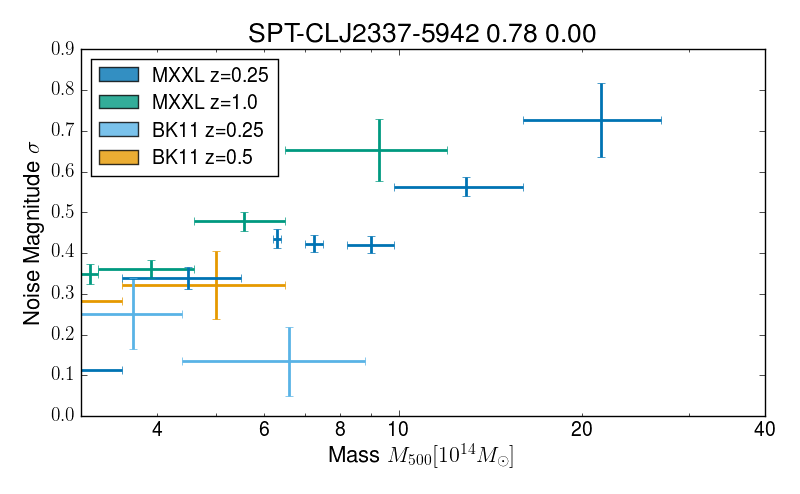 SPT-CLJ2337-5942 0.78 0.00
MXXL z=0.25
MXXL z=1.0
BK11 z=0.25
BK11 z=0.5
Noise Magnitude σ
0.9
0.8
0.7
0.6
0.5
0.4
0.3
0.2
0.1
0.0
4 6 8 10 20 40
Mass M₅₀₀[10¹⁴M☉]